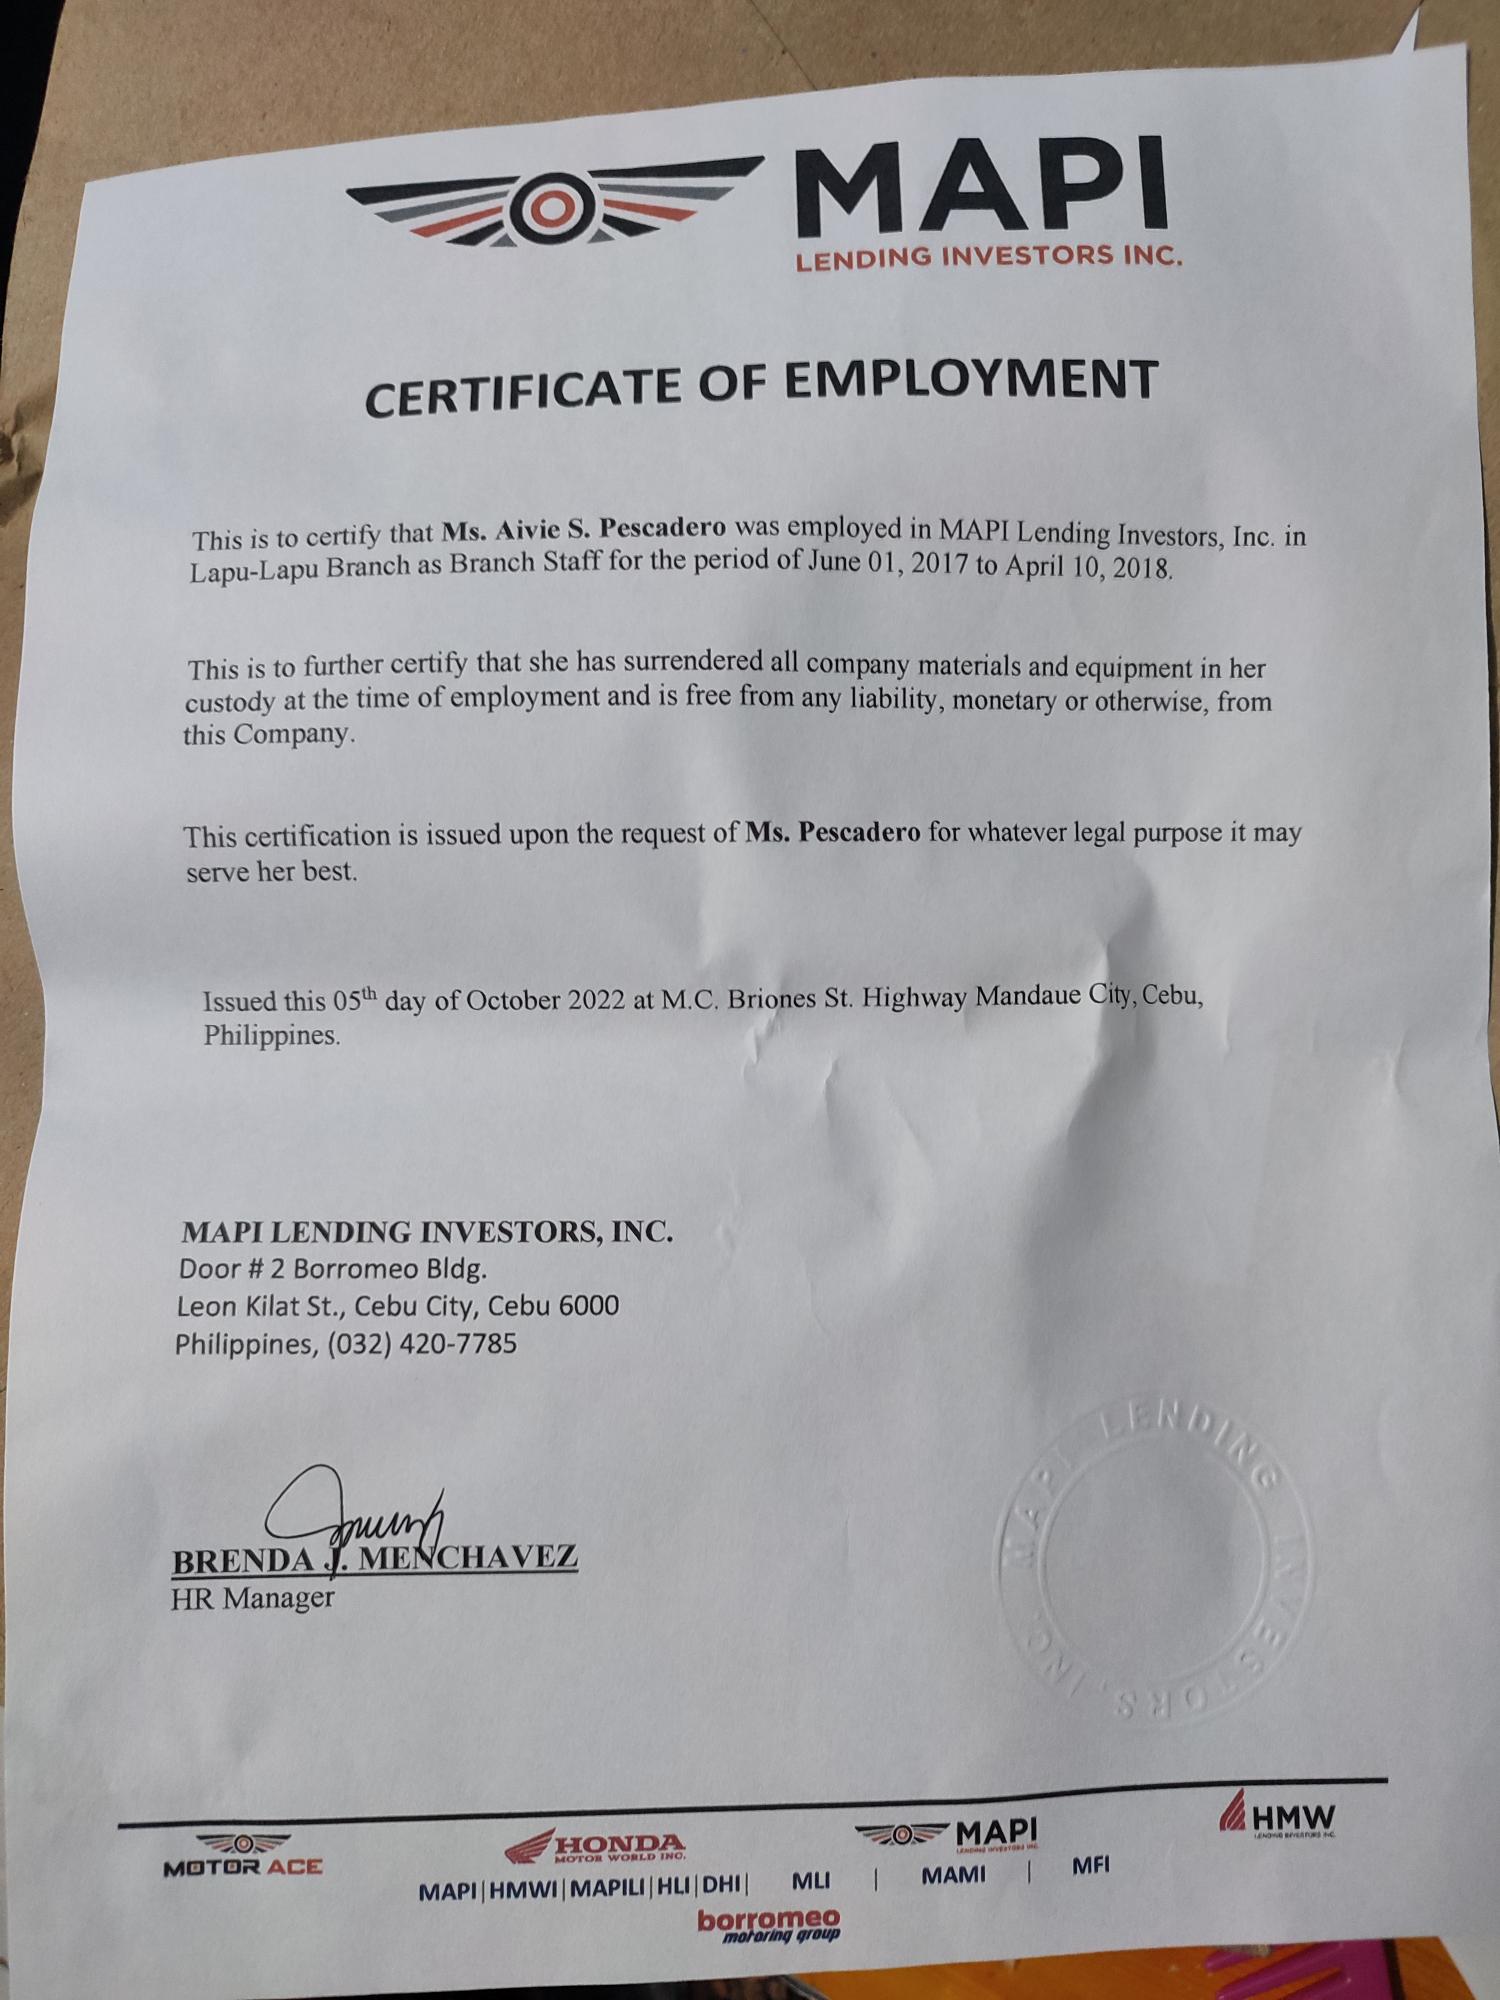 MAPI
LENDING INVESTORS INC.
CERTIFICATE OF EMPLOYMENT
This is to certify that Ms. Aivie S. Pescadero was employed in MAPI Lending Investors, Inc. in
Lapu-Lapu Branch as Branch Staff for the period of June 01, 2017 to April 10, 2018.
This is to further certify that she has surrendered all company materials and equipment in her
custody at the time of employment and is free from any liability, monetary or otherwise, from
this Company.
This certification is issued upon the request of Ms. Pescadero for whatever legal purpose it may
serve her best.
Issued this 05th day of October 2022 at M.C. Briones St. Highway Mandaue City, Cebu,
Philippines.
MAPI LENDING INVESTORS, INC.
Door # 2 Borromeo Bldg.
Leon Kilat St., Cebu City, Cebu 6000
Philippines, (032) 420-7785
BRENDA J. MENCHAVEZ
HR Manager
MAPI LENDING INVESTORS, INC.
MOTOR ACE
HONDA
MOTOR WORLD INC.
MAPI
LENDING INVESTORS INC.
HMW
LENDING INVESTORS INC.
MAPI | HMWI | MAPILI | HLI | DHI | MLI | MAMI | MFI
borromeo
motoring group